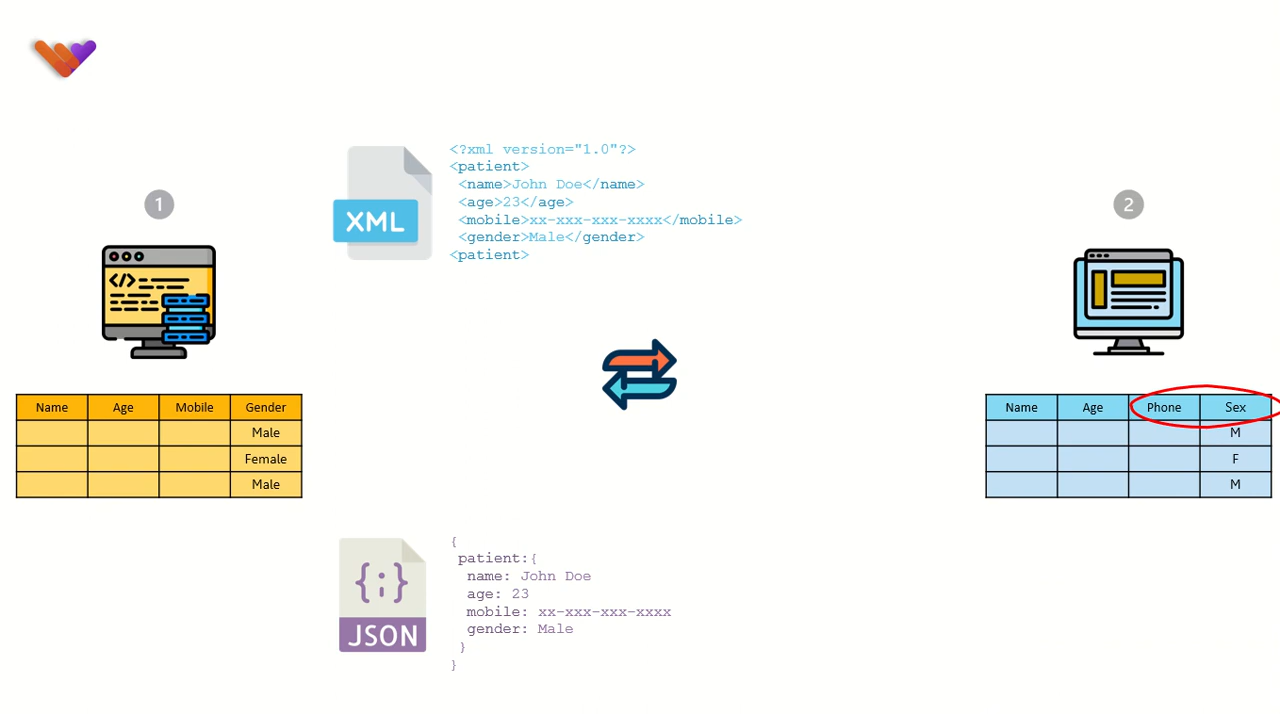 <?xml version="1.0"?>
<patient>
<name>John Doe</name>
<age>23</age>
<mobile>xx-xxx-xxx-xxxx</mobile>
<gender>Male</gender>
<patient>
XML
1
2
</>
Name Age Mobile Gender
Male
Female
Male
Name Age Phone Sex
M
F
M
{
patient:{
name: John Doe
age: 23
mobile: xx-xxx-xxx-xxxx
gender: Male
}
}
{;}
JSON